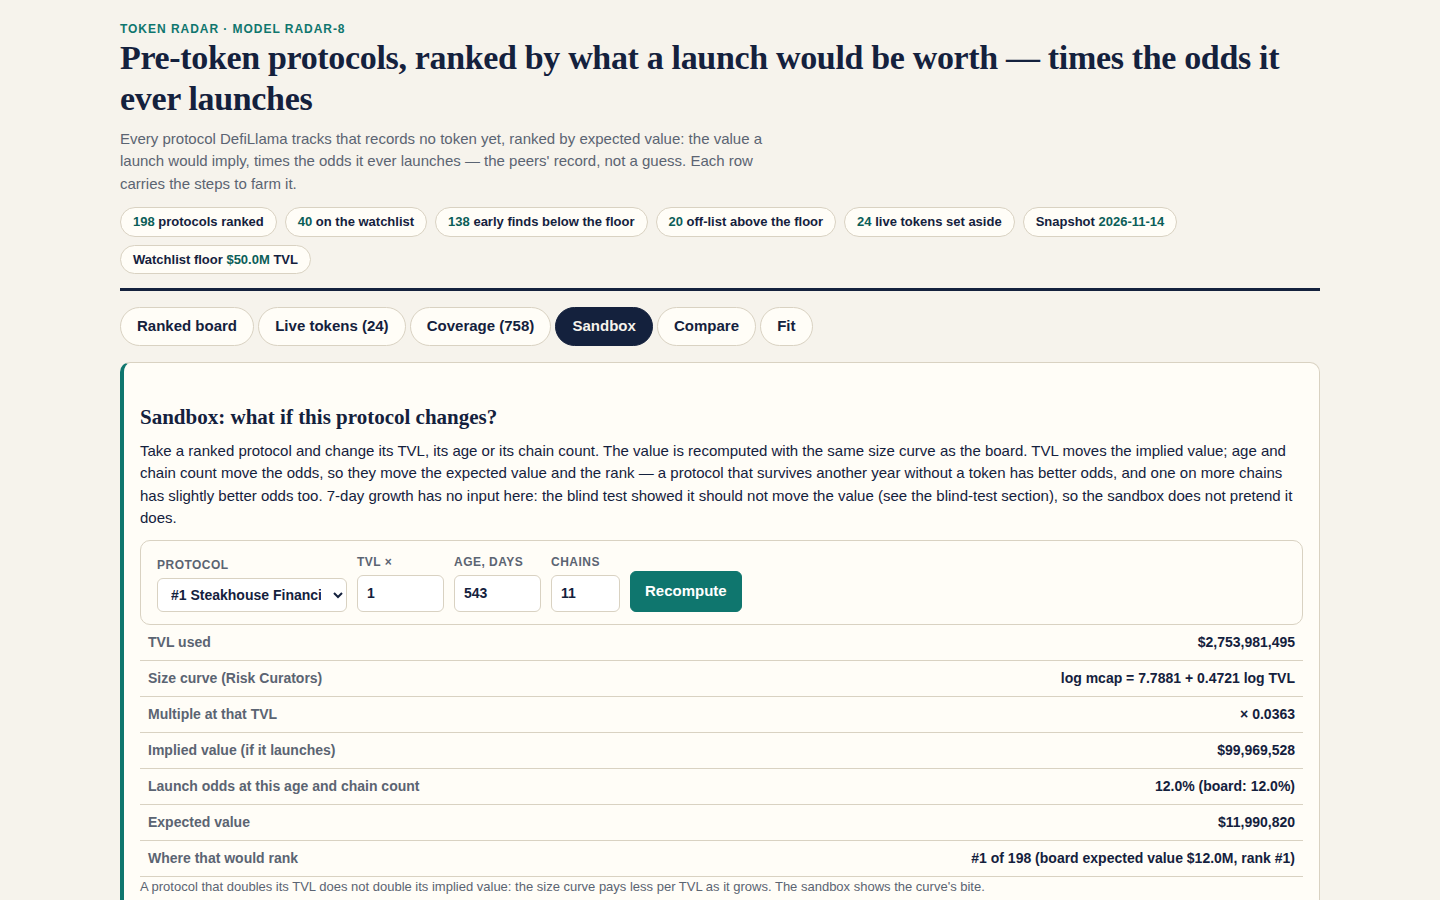 TOKEN RADAR · MODEL RADAR-8
Pre-token protocols, ranked by what a launch would be worth — times the odds it
ever launches
Every protocol DefiLlama tracks that records no token yet, ranked by expected value: the value a
launch would imply, times the odds it ever launches — the peers' record, not a guess. Each row
carries the steps to farm it.
198 protocols ranked
40 on the watchlist
138 early finds below the floor
20 off-list above the floor
24 live tokens set aside
Snapshot 2026-11-14
Watchlist floor $50.0M TVL
Ranked board
Live tokens (24)
Coverage (758)
Sandbox
Compare
Fit
Sandbox: what if this protocol changes?
Take a ranked protocol and change its TVL, its age or its chain count. The value is recomputed with the same size curve as the board. TVL moves the implied value; age and
chain count move the odds, so they move the expected value and the rank — a protocol that survives another year without a token has better odds, and one on more chains
has slightly better odds too. 7-day growth has no input here: the blind test showed it should not move the value (see the blind-test section), so the sandbox does not pretend it
does.
PROTOCOL
TVL ×
AGE, DAYS
CHAINS
#1 Steakhouse Financi
1
543
11
Recompute
TVL used
$2,753,981,495
Size curve (Risk Curators)
log mcap = 7.7881 + 0.4721 log TVL
Multiple at that TVL
× 0.0363
Implied value (if it launches)
$99,969,528
Launch odds at this age and chain count
12.0% (board: 12.0%)
Expected value
$11,990,820
Where that would rank
#1 of 198 (board expected value $12.0M, rank #1)
A protocol that doubles its TVL does not double its implied value: the size curve pays less per TVL as it grows. The sandbox shows the curve's bite.